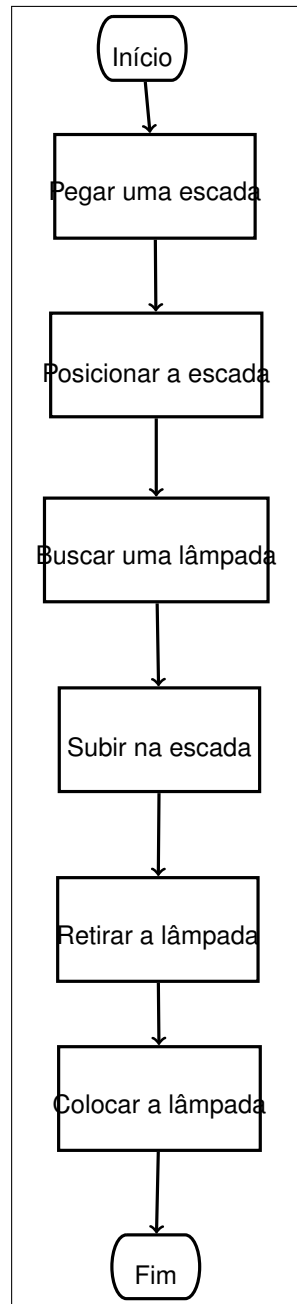 Início
Pegar uma escada
Posicionar a escada
Buscar uma lâmpada
Subir na escada
Retirar a lâmpada
Colocar a lâmpada
Fim